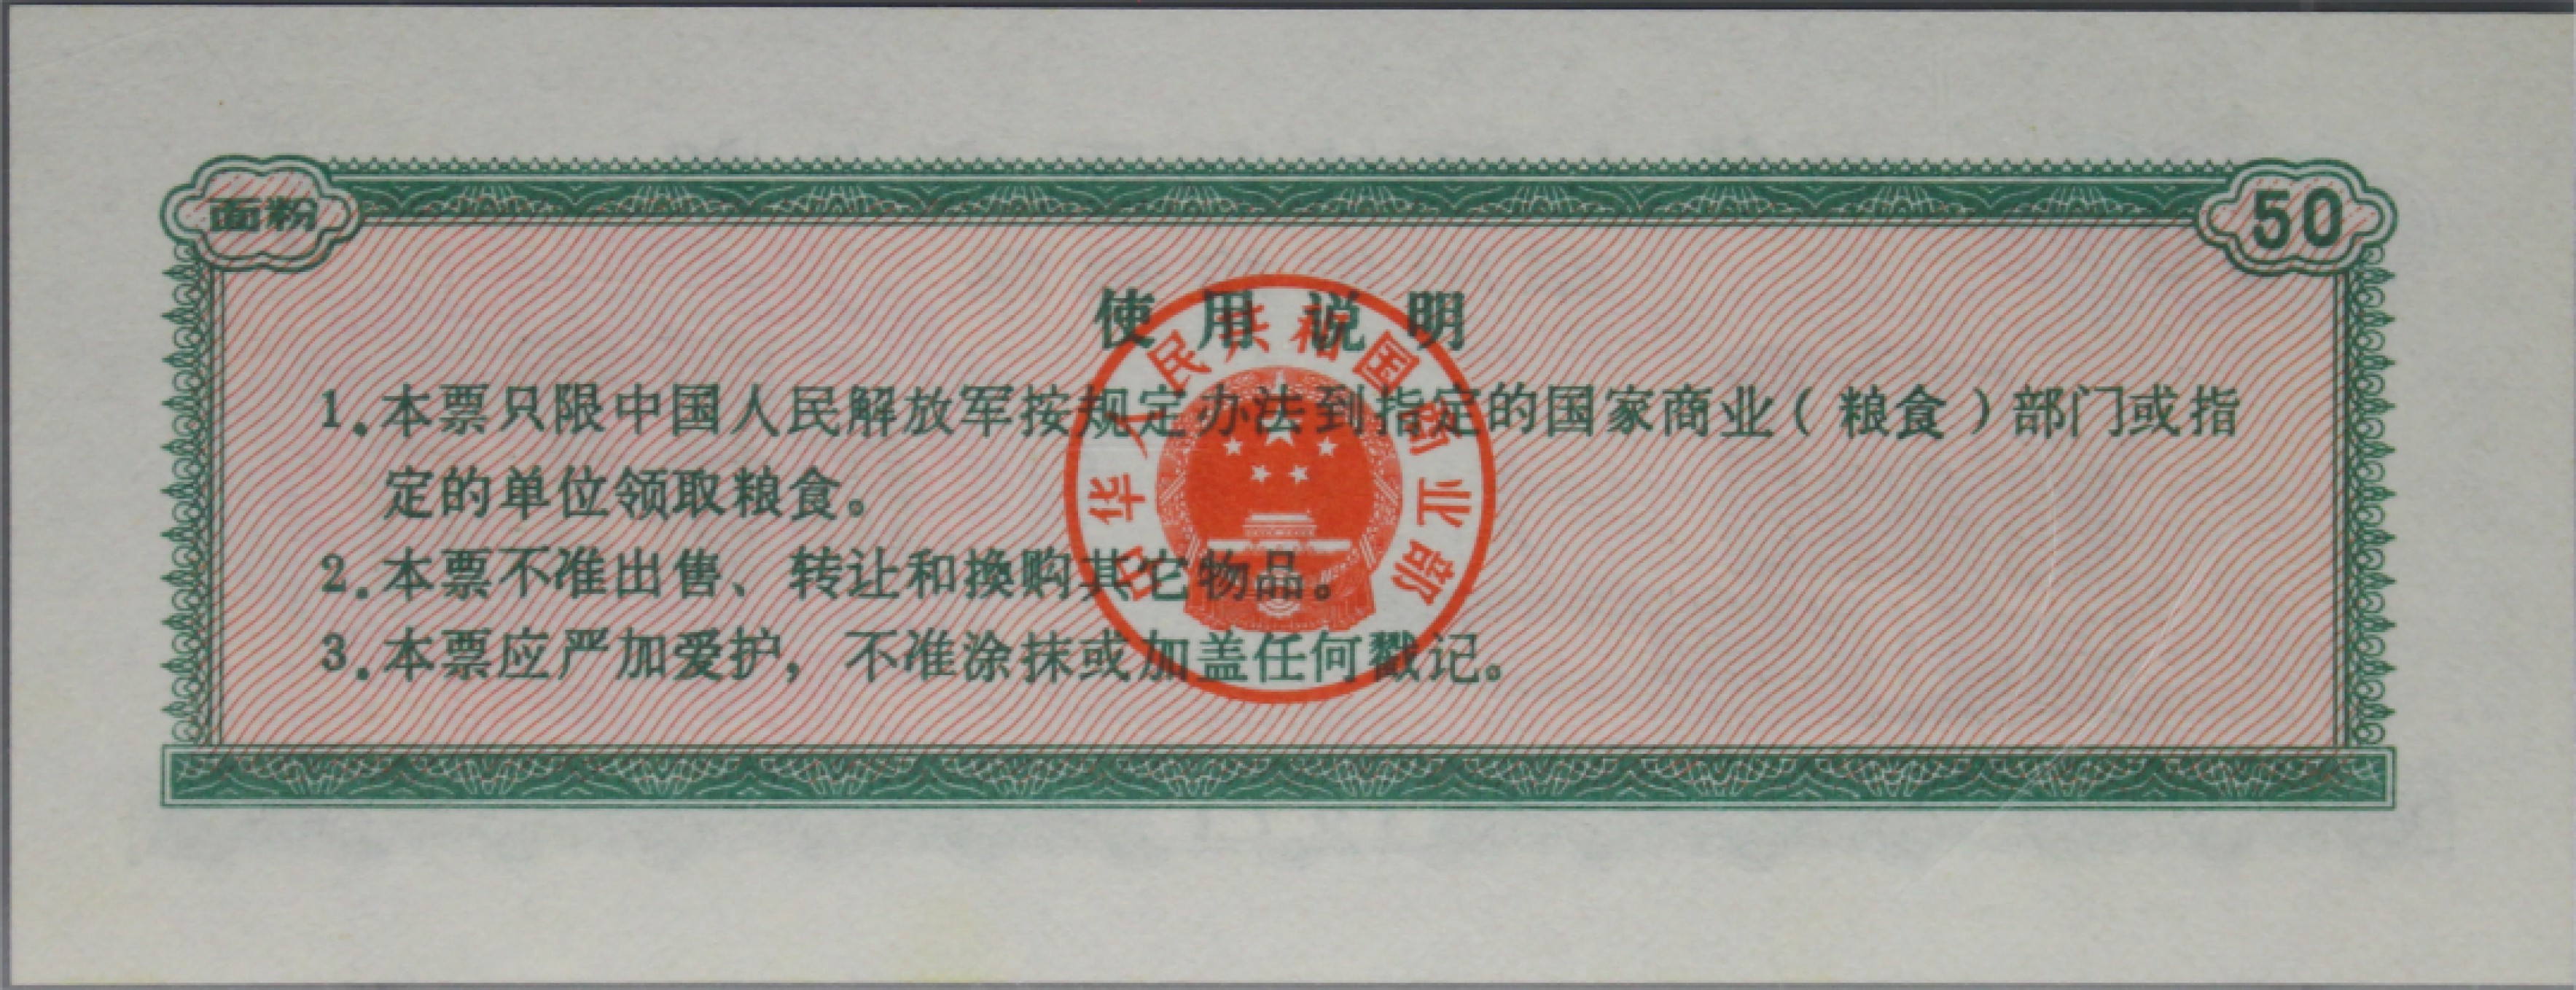 面粉
50
使用说明
1.本票只限中国人民解放军按规定办法到指定的国家商业(粮食)部门或指
定的单位领取粮食。
2.本票不准出售、转让和换购其它物品。
3.本票应严加爱护,不准涂抹或加盖任何戳记。
中华人民共和国商业部